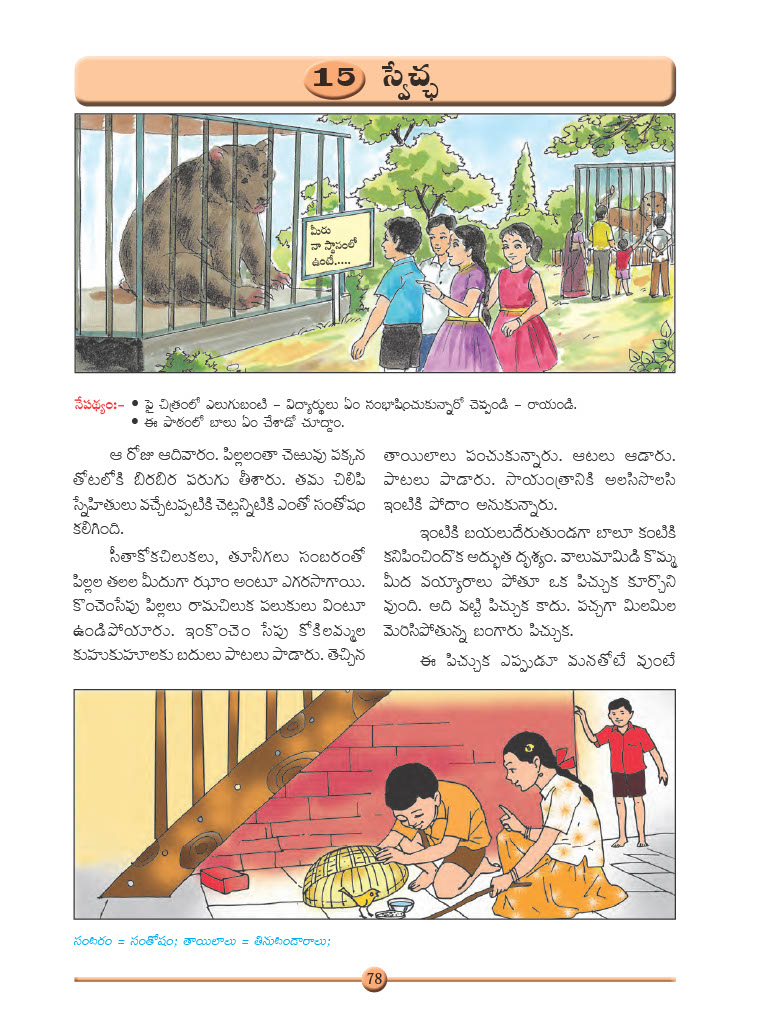 15 స్వేచ్ఛ
మీరు
నా స్థానంలో
ఉంటే.....
నేపథ్యం:– • పై చిత్రంలో ఎలుగుబంటి – విద్యార్థులు ఏం సంభాషించుకున్నారో చెప్పండి – రాయండి.
• ఈ పాఠంలో బాలు ఏం చేశాడో చూద్దాం.
ఆ రోజు ఆదివారం. పిల్లలంతా చెఱువు పక్కన
తోటలోకి బిరబిర పరుగు తీశారు. తమ చిలిపి
స్నేహితులు వచ్చేటప్పటికి చెట్లన్నిటికి ఎంతో సంతోషం
కలిగింది.
సీతాకోకచిలుకలు, తూనీగలు సంబరంతో
పిల్లల తలల మీదుగా ఝాం అంటూ ఎగరసాగాయి.
కొంచెంసేపు పిల్లలు రామచిలుక పలుకులు వింటూ
ఉండిపోయారు. ఇంకొంచెం సేపు కోకిలమ్మల
కుహుకుహూలకు బదులు పాటలు పాడారు. తెచ్చిన
తాయిలాలు పంచుకున్నారు. ఆటలు ఆడారు.
పాటలు పాడారు. సాయంత్రానికి అలసిసొలసి
ఇంటికి పోదాం అనుకున్నారు.
ఇంటికి బయలుదేరుతుండగా బాలూ కంటికి
కనిపించిందొక అద్భుత దృశ్యం. వాలుమామిడి కొమ్మ
మీద వయ్యారాలు పోతూ ఒక పిచ్చుక కూర్చొని
వుంది. అది వట్టి పిచ్చుక కాదు. పచ్చగా మిలమిల
మెరిసిపోతున్న బంగారు పిచ్చుక.
ఈ పిచ్చుక ఎప్పుడూ మనతోటే వుంటే
సంబరం = సంతోషం; తాయిలాలు = తినుబండారాలు;
78